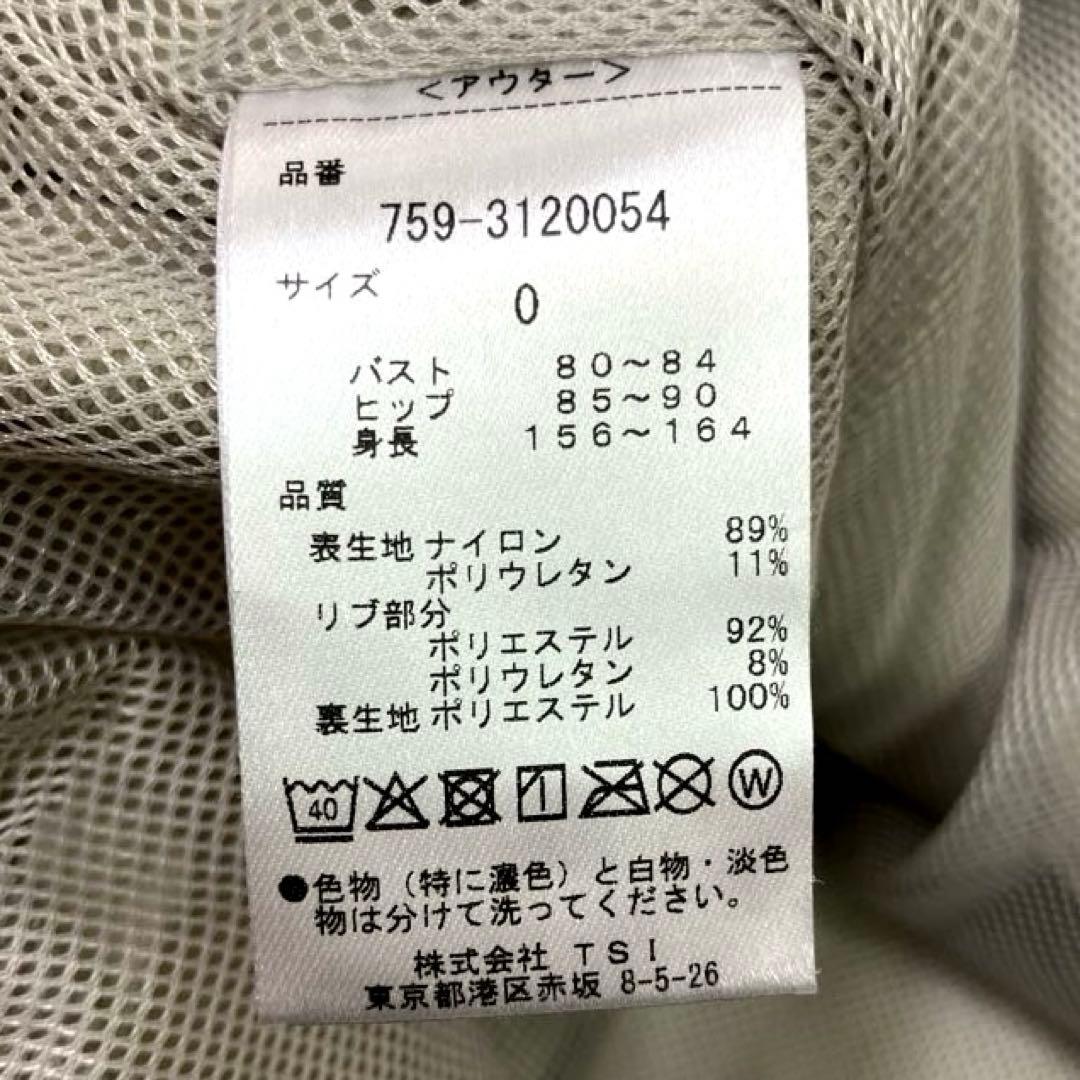 <アウター>
品番
759-3120054
サイズ
0
バスト 80~84
ヒップ 85~90
身長 156~164
品質
表生地 ナイロン 89%
ポリウレタン 11%
リブ部分
ポリエステル 92%
ポリウレタン 8%
裏生地 ポリエステル 100%
40 W
●色物(特に濃色)と白物・淡色
物は分けて洗ってください。
株式会社 TSI
東京都港区赤坂 8-5-26